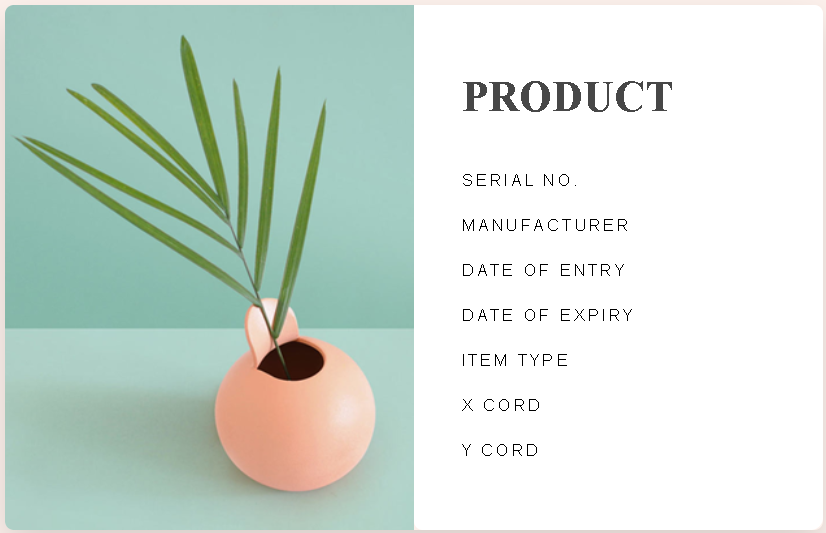 PRODUCT
SERIAL NO.
MANUFACTURER
DATE OF ENTRY
DATE OF EXPIRY
ITEM TYPE
X CORD
Y CORD